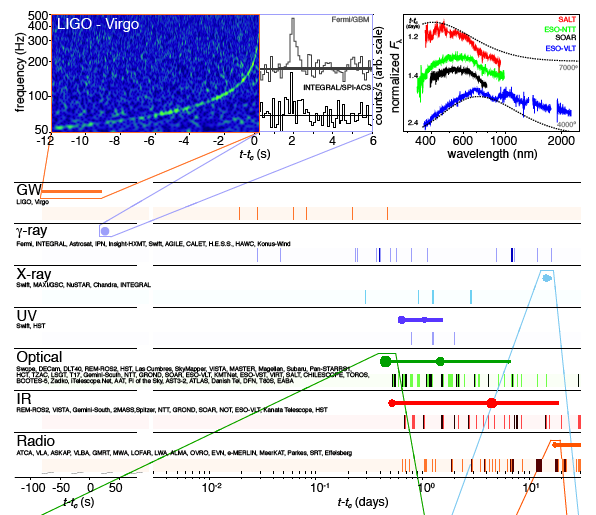 LIGO - Virgo
Fermi/GBM
INTEGRAL/SPI-ACS
frequency (Hz)
500
400
300
200
100
50
-12 -10 -8 -6 -4 -2 0 2 4 6
t-tc (s)
counts/s (arb. scale)
normalized Fλ
t-tc (days)
1.2
1.4
2.4
SALT
ESO-NTT
SOAR
ESO-VLT
7000°
4000°
400 600 1000 2000
wavelength (nm)
GW
LIGO, Virgo
γ-ray
Fermi, INTEGRAL, Astrosat, IPN, Insight-HXMT, Swift, AGILE, CALET, H.E.S.S., HAWC, Konus-Wind
X-ray
Swift, MAXI/GSC, NuSTAR, Chandra, INTEGRAL
UV
Swift, HST
Optical
Swope, DECam, DLT40, REM-ROS2, HST, Las Cumbres, SkyMapper, VISTA, MASTER, Magellan, Subaru, Pan-STARRS1,
HCT, TZAC, LSGT, T17, Gemini-South, NTT, GROND, SOAR, ESO-VLT, KMTNet, ESO-VST, VIRT, SALT, CHILESCOPE, TOROS,
BOOTES-5, Zadko, iTelescope.Net, AAT, Pi of the Sky, AST3-2, ATLAS, Danish Tel, DFN, T80S, EABA
IR
REM-ROS2, VISTA, Gemini-South, 2MASS,Spitzer, NTT, GROND, SOAR, NOT, ESO-VLT, Kanata Telescope, HST
Radio
ATCA, VLA, ASKAP, VLBA, GMRT, MWA, LOFAR, LWA, ALMA, OVRO, EVN, e-MERLIN, MeerKAT, Parkes, SRT, Effelsberg
-100 -50 0 50 10-2 10-1 100 101
t-tc (s) t-tc (days)